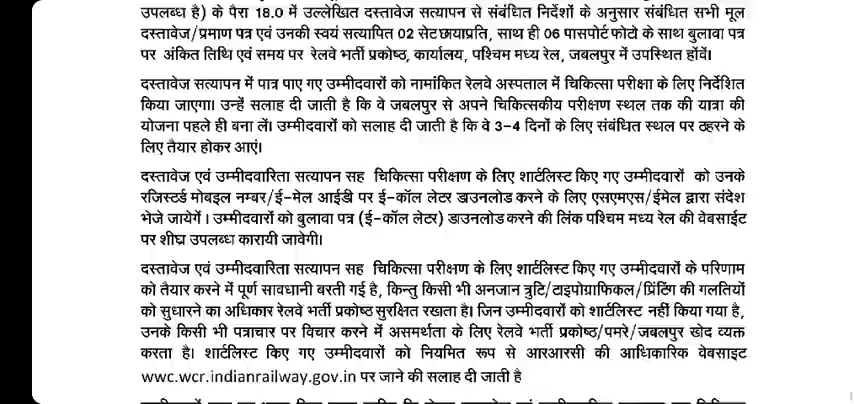 उपलब्ध है) के पैरा 18.0 में उल्लेखित दस्तावेज सत्यापन से संबंधित निर्देशों के अनुसार संबंधित सभी मूल
दस्तावेज/प्रमाण पत्र एवं उनकी स्वयं सत्यापित 02 सेट छायाप्रति, साथ ही 06 पासपोर्ट फोटो के साथ बुलावा पत्र
पर अंकित तिथि एवं समय पर रेलवे भर्ती प्रकोष्ठ, कार्यालय, पश्चिम मध्य रेल, जबलपुर में उपस्थित होंवें।
दस्तावेज सत्यापन में पात्र पाए गए उम्मीदवारों को नामांकित रेलवे अस्पताल में चिकित्सा परीक्षा के लिए निर्देशित
किया जाएगा। उन्हें सलाह दी जाती है कि वे जबलपुर से अपने चिकित्सकीय परीक्षण स्थल तक की यात्रा की
योजना पहले ही बना लें। उम्मीदवारों को सलाह दी जाती है कि वे 3-4 दिनों के लिए संबंधित स्थल पर ठहरने के
लिए तैयार होकर आएं।
दस्तावेज एवं उम्मीदवारिता सत्यापन सह चिकित्सा परीक्षण के लिए शार्टलिस्ट किए गए उम्मीदवारों को उनके
रजिस्टर्ड मोबइल नम्बर/ई-मेल आईडी पर ई-कॉल लेटर डाउनलोड करने के लिए एसएमएस/ईमेल द्वारा संदेश
भेजे जायेगें। उम्मीदवारों को बुलावा पत्र (ई-कॉल लेटर) डाउनलोड करने की लिंक पश्चिम मध्य रेल की वेबसाईट
पर शीघ्र उपलब्ध कारायी जावेगी।
दस्तावेज एवं उम्मीदवारिता सत्यापन सह चिकित्सा परीक्षण के लिए शार्टलिस्ट किए गए उम्मीदवारों के परिणाम
को तैयार करने में पूर्ण सावधानी बरती गई है, किन्तु किसी भी अनजान त्रुटि/टाइपोग्राफिकल/प्रिंटिंग की गलतियों
को सुधारने का अधिकार रेलवे भर्ती प्रकोष्ठ सुरक्षित रखता है। जिन उम्मीदवारों को शार्टलिस्ट नहीं किया गया है,
उनके किसी भी पत्राचार पर विचार करने में असमर्थता के लिए रेलवे भर्ती प्रकोष्ठ/पमरे/जबलपुर खेद व्यक्त
करता है। शार्टलिस्ट किए गए उम्मीदवारों को नियमित रूप से आरआरसी की आधिकारिक वेबसाइट
wwc.wcr.indianrailway.gov.in पर जाने की सलाह दी जाती है